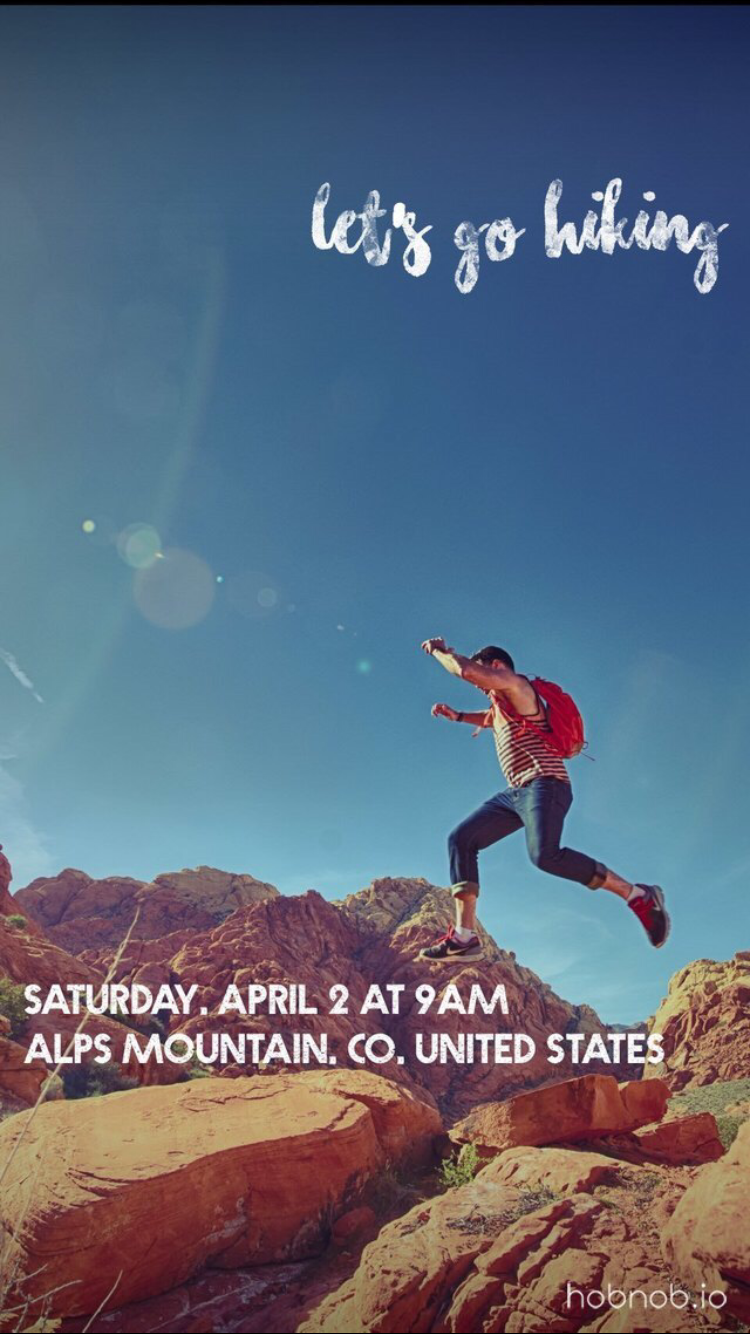 let's go hiking
SATURDAY, APRIL 2 AT 9AM
ALPS MOUNTAIN, CO, UNITED STATES
hobnob.io